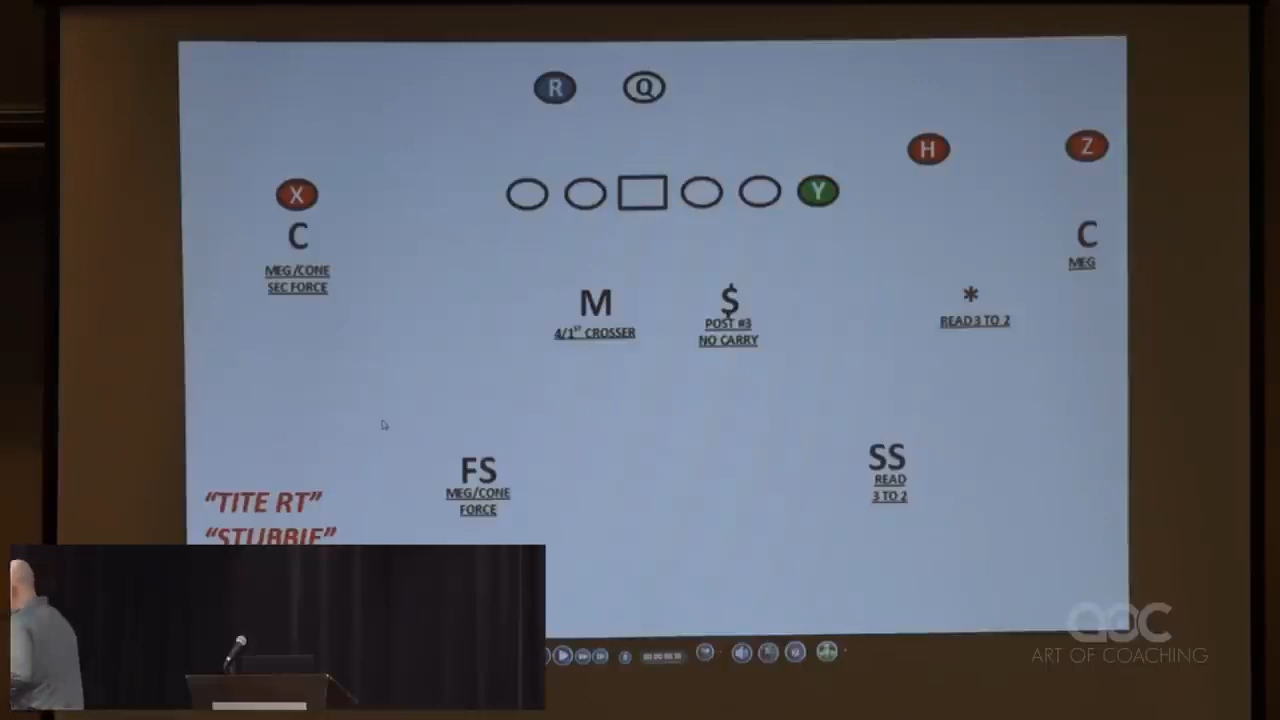 R
Q
H
Z
X
Y
C
MEG/CONE
SEC FORCE
C
MEG
M
4/1ST CROSSER
$
POST #3
NO CARRY
*
READ 3 TO 2
FS
MEG/CONE
FORCE
SS
READ
3 TO 2
"TITE RT"
"STUBBIE"
aoc
ART OF COACHING